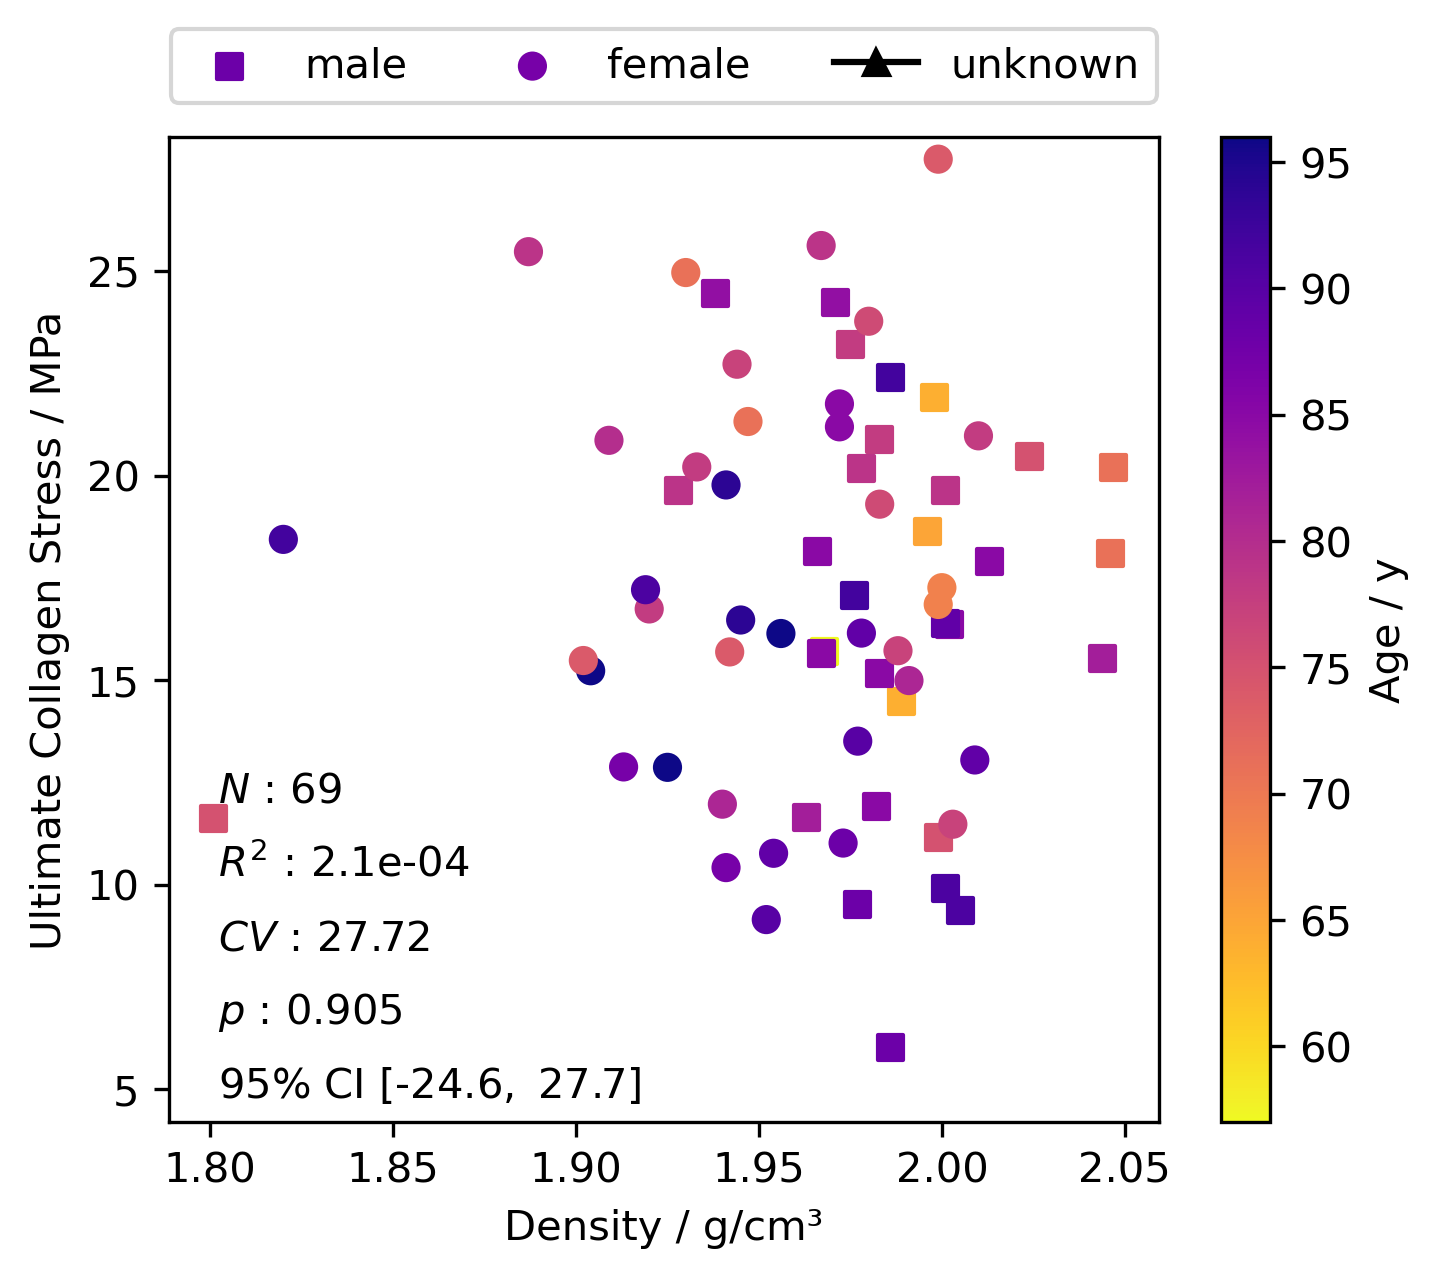 male female unknown
Ultimate Collagen Stress / MPa
25
20
15
10
5
N : 69
R² : 2.1e-04
CV : 27.72
p : 0.905
95% CI [-24.6, 27.7]
1.80 1.85 1.90 1.95 2.00 2.05
Density / g/cm³
95
90
85
80
75
70
65
60
Age / y